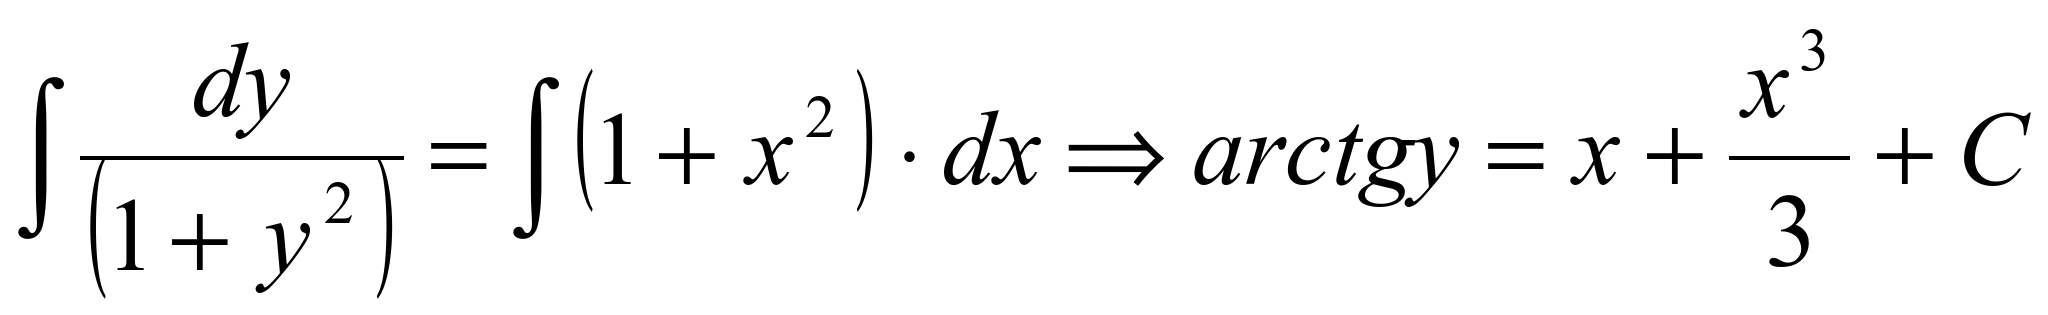 ∫ dy/(1 + y²) = ∫ (1 + x²) · dx ⇒ arctgy = x + x³/3 + C